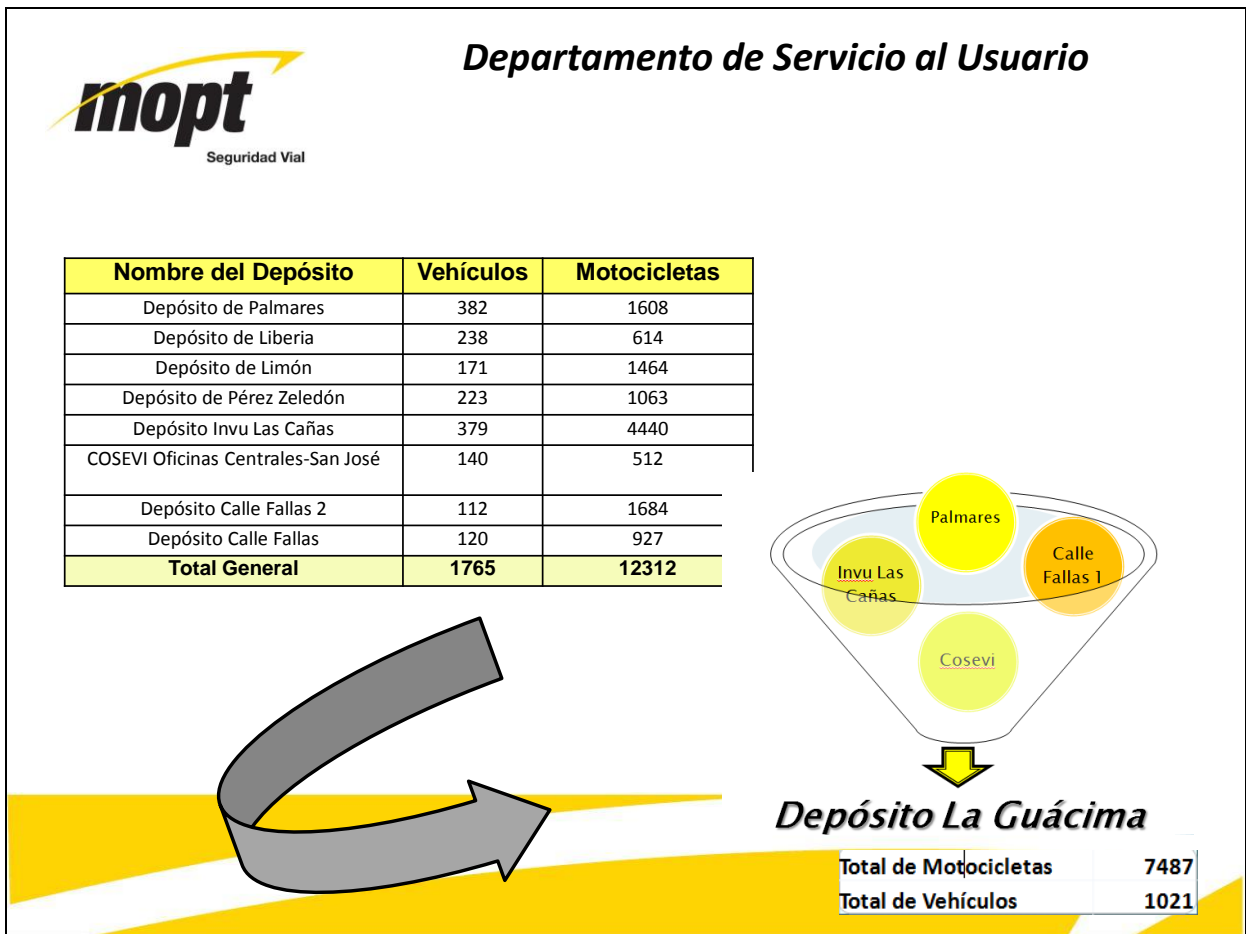 Departamento de Servicio al Usuario
mopt
Seguridad Vial
Nombre del Depósito Vehículos Motocicletas
Depósito de Palmares 382 1608
Depósito de Liberia 238 614
Depósito de Limón 171 1464
Depósito de Pérez Zeledón 223 1063
Depósito Invu Las Cañas 379 4440
COSEVI Oficinas Centrales-San José 140 512
Depósito Calle Fallas 2 112 1684
Depósito Calle Fallas 120 927
Total General 1765 12312
Palmares
Calle
Fallas 1
Invu Las
Cañas
Cosevi
Depósito La Guácima
Total de Motocicletas 7487
Total de Vehículos 1021